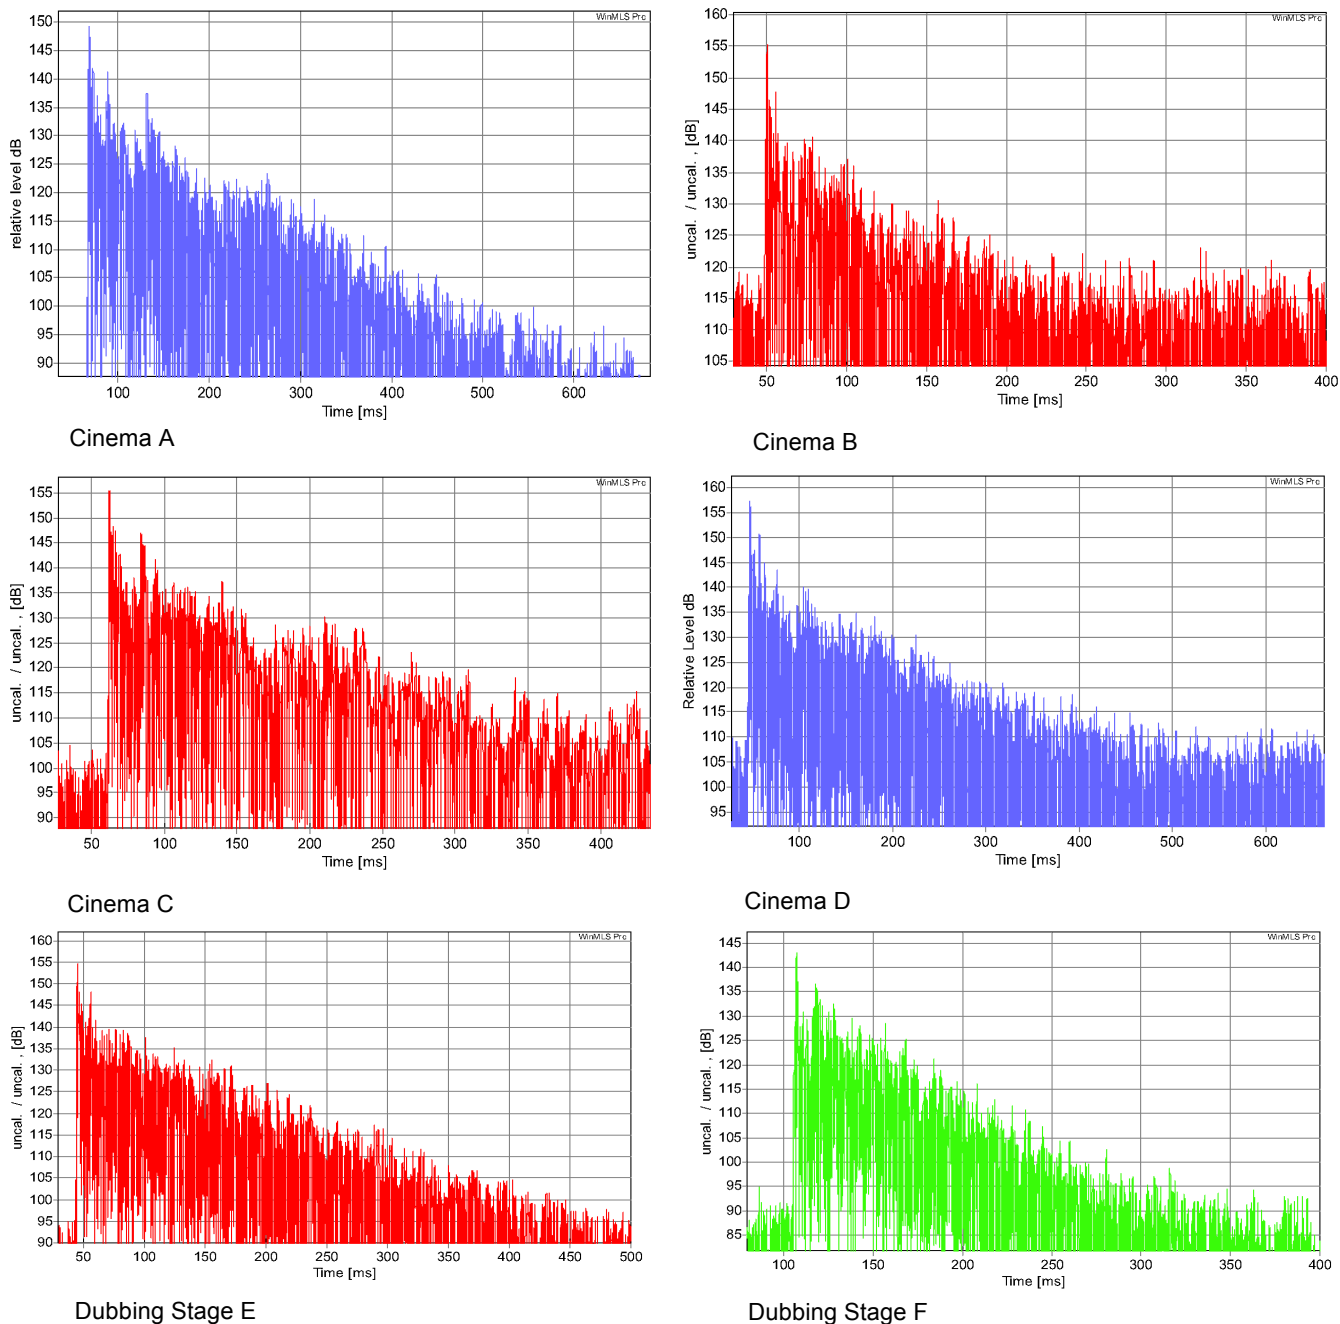 WinMLS Pro
150
145
140
135
130
125
120
115
110
105
100
95
90
relative level dB
100 200 300 400 500 600
Time [ms]
Cinema A
WinMLS Pro
160
155
150
145
140
135
130
125
120
115
110
105
uncal. / uncal. , [dB]
50 100 150 200 250 300 350 400
Time [ms]
Cinema B
WinMLS Pro
155
150
145
140
135
130
125
120
115
110
105
100
95
90
uncal. / uncal. , [dB]
50 100 150 200 250 300 350 400
Time [ms]
Cinema C
WinMLS Pro
160
155
150
145
140
135
130
125
120
115
110
105
100
95
Relative Level dB
100 200 300 400 500 600
Time [ms]
Cinema D
WinMLS Pro
160
155
150
145
140
135
130
125
120
115
110
105
100
95
90
uncal. / uncal. , [dB]
50 100 150 200 250 300 350 400 450 500
Time [ms]
Dubbing Stage E
WinMLS Pro
145
140
135
130
125
120
115
110
105
100
95
90
85
uncal. / uncal. , [dB]
100 150 200 250 300 350 400
Time [ms]
Dubbing Stage F